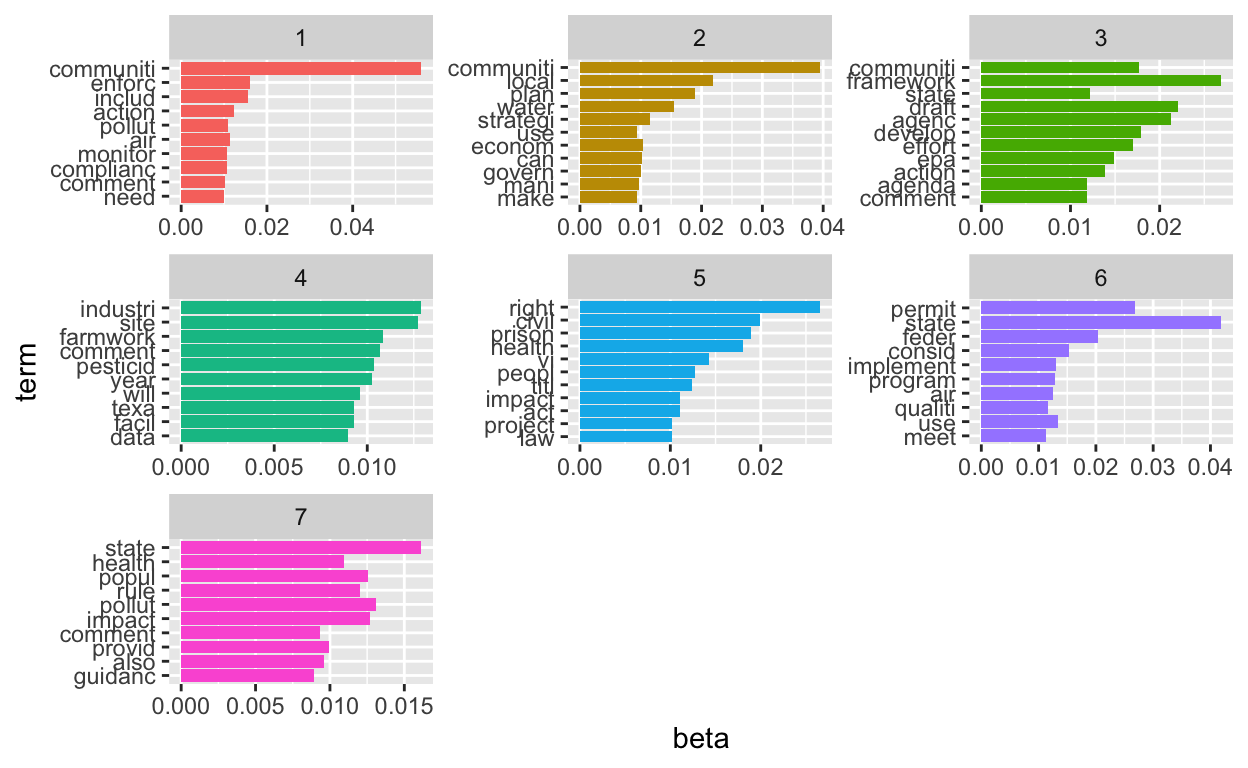 1
communiti
enforc
includ
action
pollut
air
monitor
complianc
comment
need
0.00 0.02 0.04
2
communiti
local
plan
water
strategi
use
econom
can
govern
mani
make
0.00 0.01 0.02 0.03 0.04
3
communiti
framework
state
draft
agenc
develop
effort
epa
action
agenda
comment
0.00 0.01 0.02
4
industri
site
farmwork
comment
pesticid
year
will
texa
facil
data
0.000 0.005 0.010
5
right
civil
prison
health
vi
peopl
titl
impact
act
project
law
0.00 0.01 0.02
6
permit
state
feder
consid
implement
program
air
qualiti
use
meet
0.00 0.01 0.02 0.03 0.04
7
state
health
popul
rule
pollut
impact
comment
provid
also
guidanc
0.000 0.005 0.010 0.015
term
beta